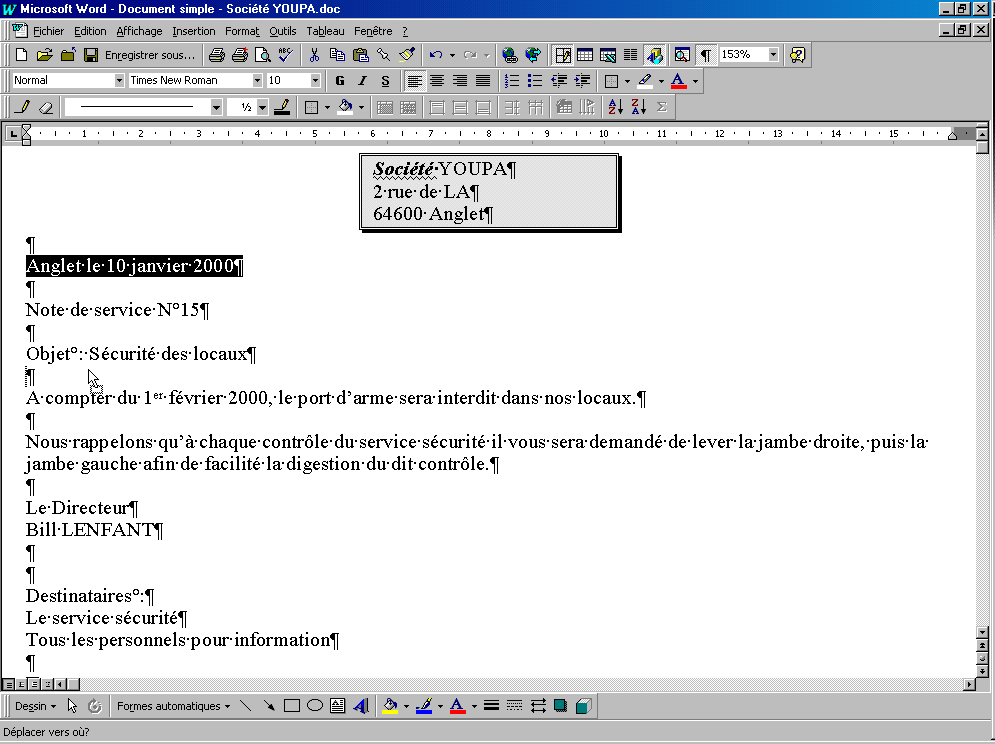 Microsoft Word - Document simple - Société YOUPA.doc
Fichier Edition Affichage Insertion Format Outils Tableau Fenêtre ?
Enregistrer sous... ABC ¶ 153%
Normal Times New Roman 10 G I S A
½ A Z Z A Σ
L 1 2 3 4 5 6 7 8 9 10 11 12 13 14 15
Société·YOUPA¶
2·rue·de·LA¶
64600·Anglet¶
¶
Anglet·le·10·janvier·2000¶
¶
Note·de·service·N°15¶
¶
Objet°:·Sécurité·des·locaux¶
¶
A·compter·du·1er·février·2000,·le·port·d’arme·sera·interdit·dans·nos·locaux.¶
¶
Nous·rappelons·qu’à·chaque·contrôle·du·service·sécurité·il·vous·sera·demandé·de·lever·la·jambe·droite,·puis·la·
jambe·gauche·afin·de·facilité·la·digestion·du·dit·contrôle.¶
¶
Le·Directeur¶
Bill·LENFANT¶
¶
¶
Destinataires°:¶
Le·service·sécurité¶
Tous·les·personnels·pour·information¶
¶
Dessin Formes automatiques A A
Déplacer vers où?